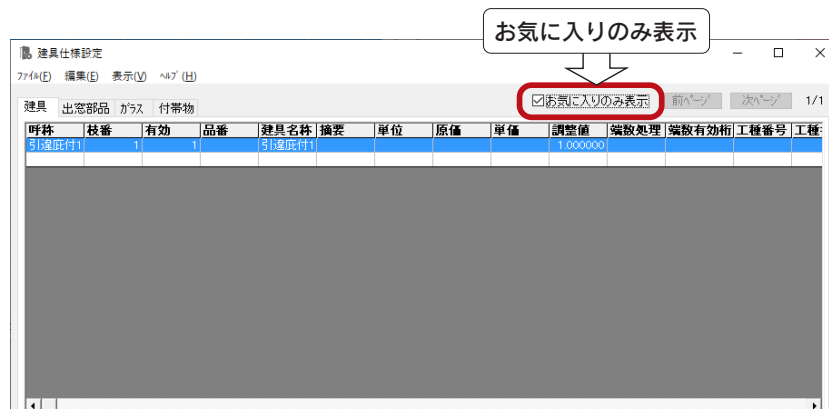 お気に入りのみ表示
建具仕様設定
ﾌｧｲﾙ(F) 編集(E) 表示(V) ﾍﾙﾌﾟ(H)
建具 出窓部品 ｶﾞﾗｽ 付帯物 ☑お気に入りのみ表示 前ﾍﾟｰｼﾞ 次ﾍﾟｰｼﾞ 1/1
呼称 枝番 有効 品番 建具名称 摘要 単位 原価 単価 調整値 端数処理 端数有効桁 工種番号 工種
引違庇付1 1 1 引違庇付1 1.000000